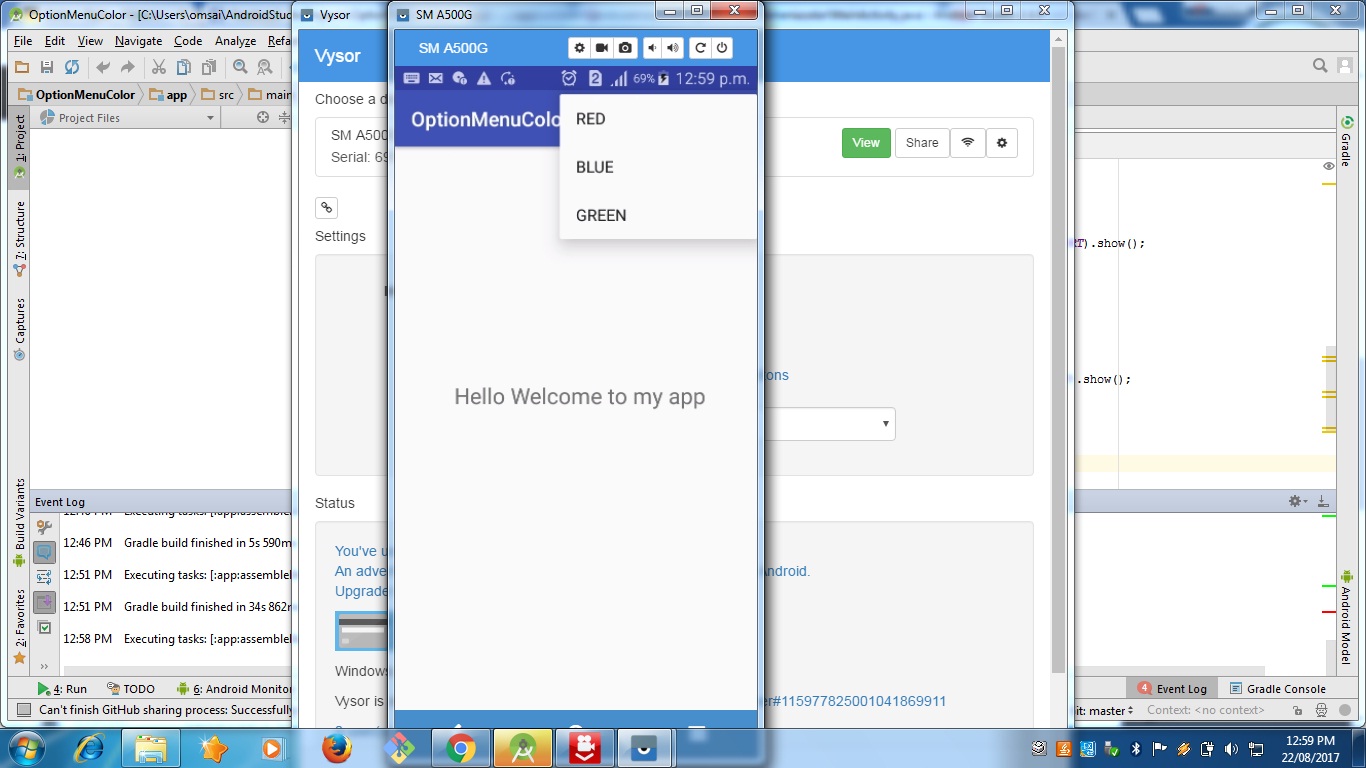 OptionMenuColor - [C:\Users\omsai\AndroidStud
Vysor
SM A500G
File Edit View Navigate Code Analyze Refa
Vysor
SM A500G
69% 12:59 p.m.
OptionMenuColor
app
src
main
Choose a d
OptionMenuColo
RED
BLUE
GREEN
1: Project
Project Files
SM A500
Serial: 69
View
Share
Gradle
7: Structure
Settings
).show();
Captures
ons
.show();
Hello Welcome to my app
Build Variants
Event Log
Status
12:46 PM Gradle build finished in 5s 590m
12:51 PM Executing tasks: [:app:assemble
12:51 PM Gradle build finished in 34s 862m
12:58 PM Executing tasks: [:app:assemble
You've u
An adve
ndroid.
Upgrade
2: Favorites
Android Model
Windows
Vysor is
er#115977825001041869911
4: Run
TODO
6: Android Monitor
4 Event Log
Gradle Console
Can't finish GitHub sharing process: Successfully
it: master
Context: <no context>
12:59 PM
22/08/2017